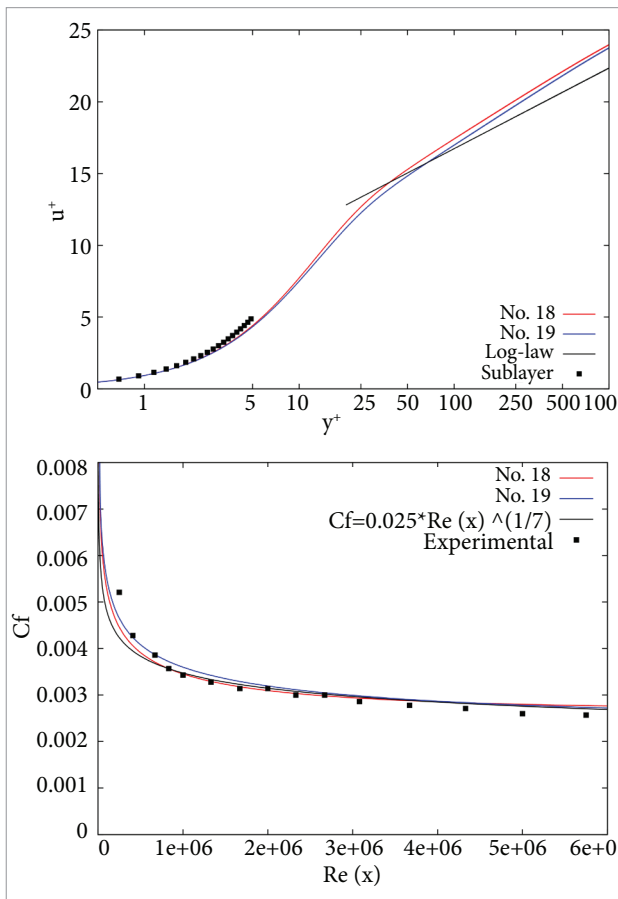 25
20
15
10
5
0
u+
1 5 10 25 50 100 250 500 100
y+
No. 18
No. 19
Log-law
Sublayer
0.008
0.007
0.006
0.005
0.004
0.003
0.002
0.001
0
Cf
0 1e+06 2e+06 3e+06 4e+06 5e+06 6e+0
Re (x)
No. 18
No. 19
Cf=0.025*Re (x) ^(1/7)
Experimental